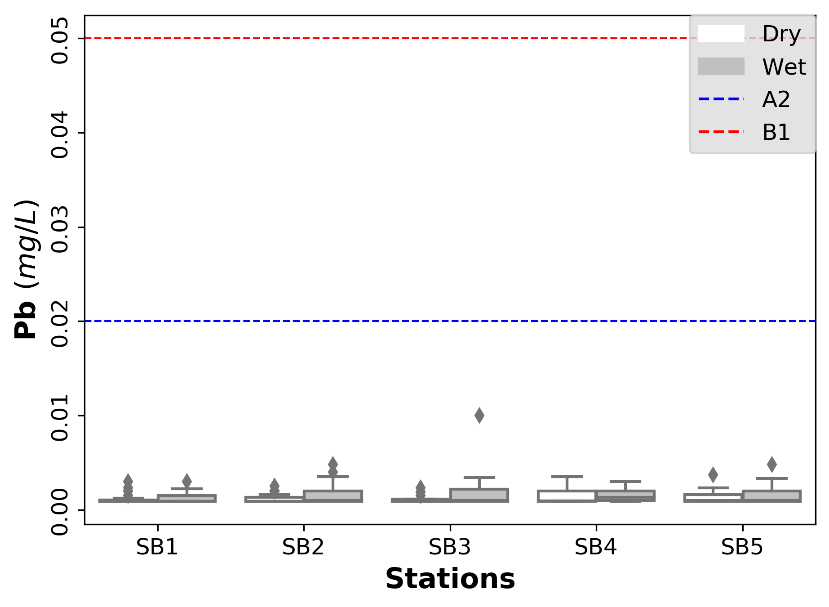 0.05
0.04
0.03
0.02
0.01
0.00
Pb (mg/L)
Dry
Wet
A2
B1
SB1 SB2 SB3 SB4 SB5
Stations